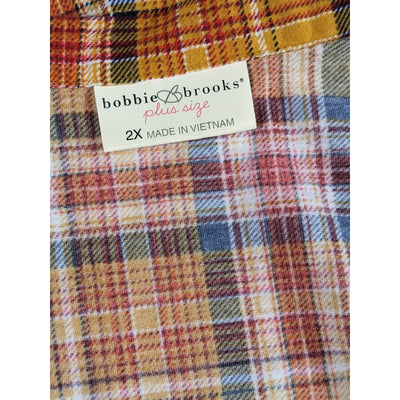 bobbie B brooks®
plus size
2X MADE IN VIETNAM